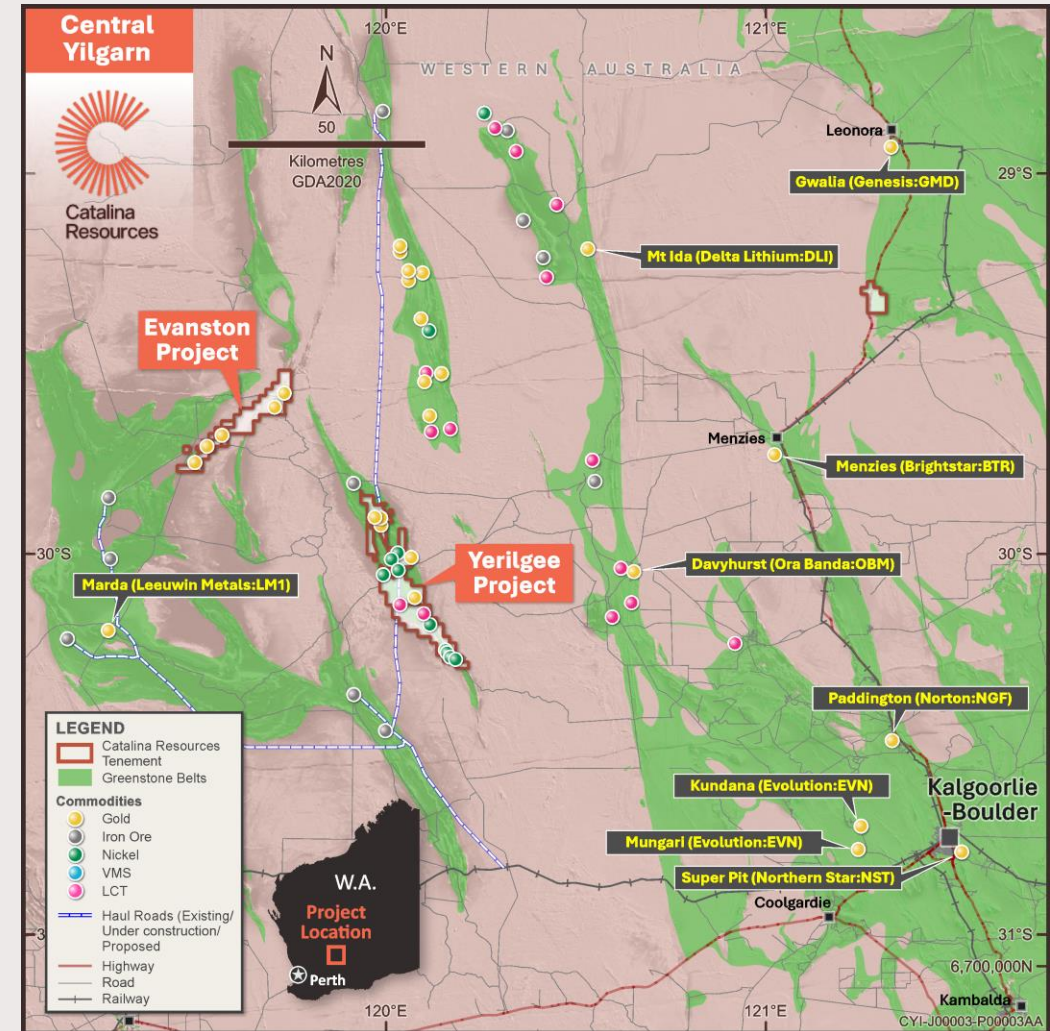 Central
Yilgarn
Catalina
Resources
120°E
121°E
N
WESTERN AUSTRALIA
50
Kilometres
GDA2020
Leonora
29°S
Gwalia (Genesis:GMD)
Mt Ida (Delta Lithium:DLI)
Evanston
Project
Menzies
Menzies (Brightstar:BTR)
30°S
30°S
Yerilgee
Project
Davyhurst (Ora Banda:OBM)
Marda (Leeuwin Metals:LM1)
Paddington (Norton:NGF)
Kalgoorlie
-Boulder
Kundana (Evolution:EVN)
Mungari (Evolution:EVN)
Super Pit (Northern Star:NST)
Coolgardie
LEGEND
Catalina Resources
Tenement
Greenstone Belts
Commodities
Gold
Iron Ore
Nickel
VMS
LCT
Haul Roads (Existing/
Under construction/
Proposed
Highway
Road
Railway
W.A.
Project
Location
Perth
31°S
6,700,000N
Kambalda
120°E
121°E
CYI-J00003-P00003AA